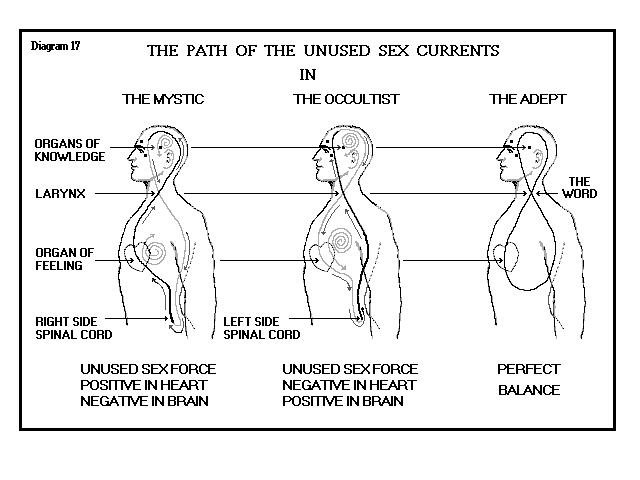 Diagram 17
THE PATH OF THE UNUSED SEX CURRENTS
IN
THE MYSTIC
THE OCCULTIST
THE ADEPT
ORGANS OF
KNOWLEDGE
LARYNX
THE
WORD
ORGAN OF
FEELING
RIGHT SIDE
SPINAL CORD
LEFT SIDE
SPINAL CORD
UNUSED SEX FORCE
POSITIVE IN HEART
NEGATIVE IN BRAIN
UNUSED SEX FORCE
NEGATIVE IN HEART
POSITIVE IN BRAIN
PERFECT
BALANCE